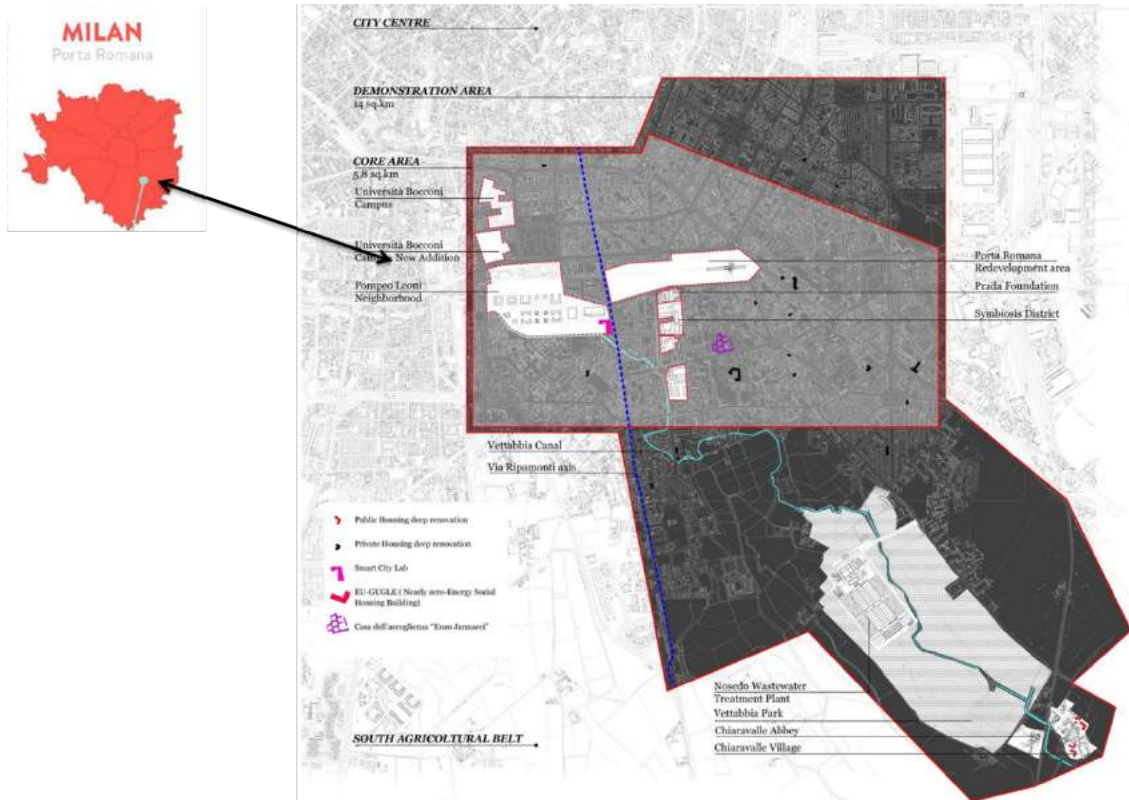 MILAN
Porta Romana
CITY CENTRE
DEMONSTRATION AREA
14 sq.km
CORE AREA
5,8 sq.km
Università Bocconi
Campus
Università Bocconi
New Addition
Pompeo Leoni
Neighborhood
Porta Romana
Redevelopment area
Prada Foundation
Symbiosis District
Vettabbia Canal
Via Ripamonti axis
Public Housing deep renovation
Private Housing deep renovation
Smart City Lab
EU-GUGLE ( Nearly zero-Energy Social
Housing Building)
Casa dell'accoglienza "Enzo Jannacci"
Nosedo Wastewater
Treatment Plant
Vettabbia Park
Chiaravalle Abbey
Chiaravalle Village
SOUTH AGRICOLTURAL BELT